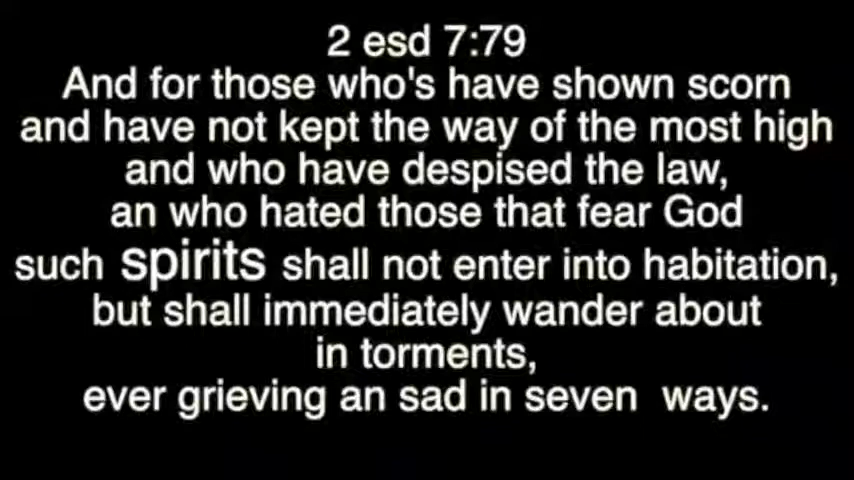 2 esd 7:79
And for those who's have shown scorn
and have not kept the way of the most high
and who have despised the law,
an who hated those that fear God
such spirits shall not enter into habitation,
but shall immediately wander about
in torments,
ever grieving an sad in seven ways.